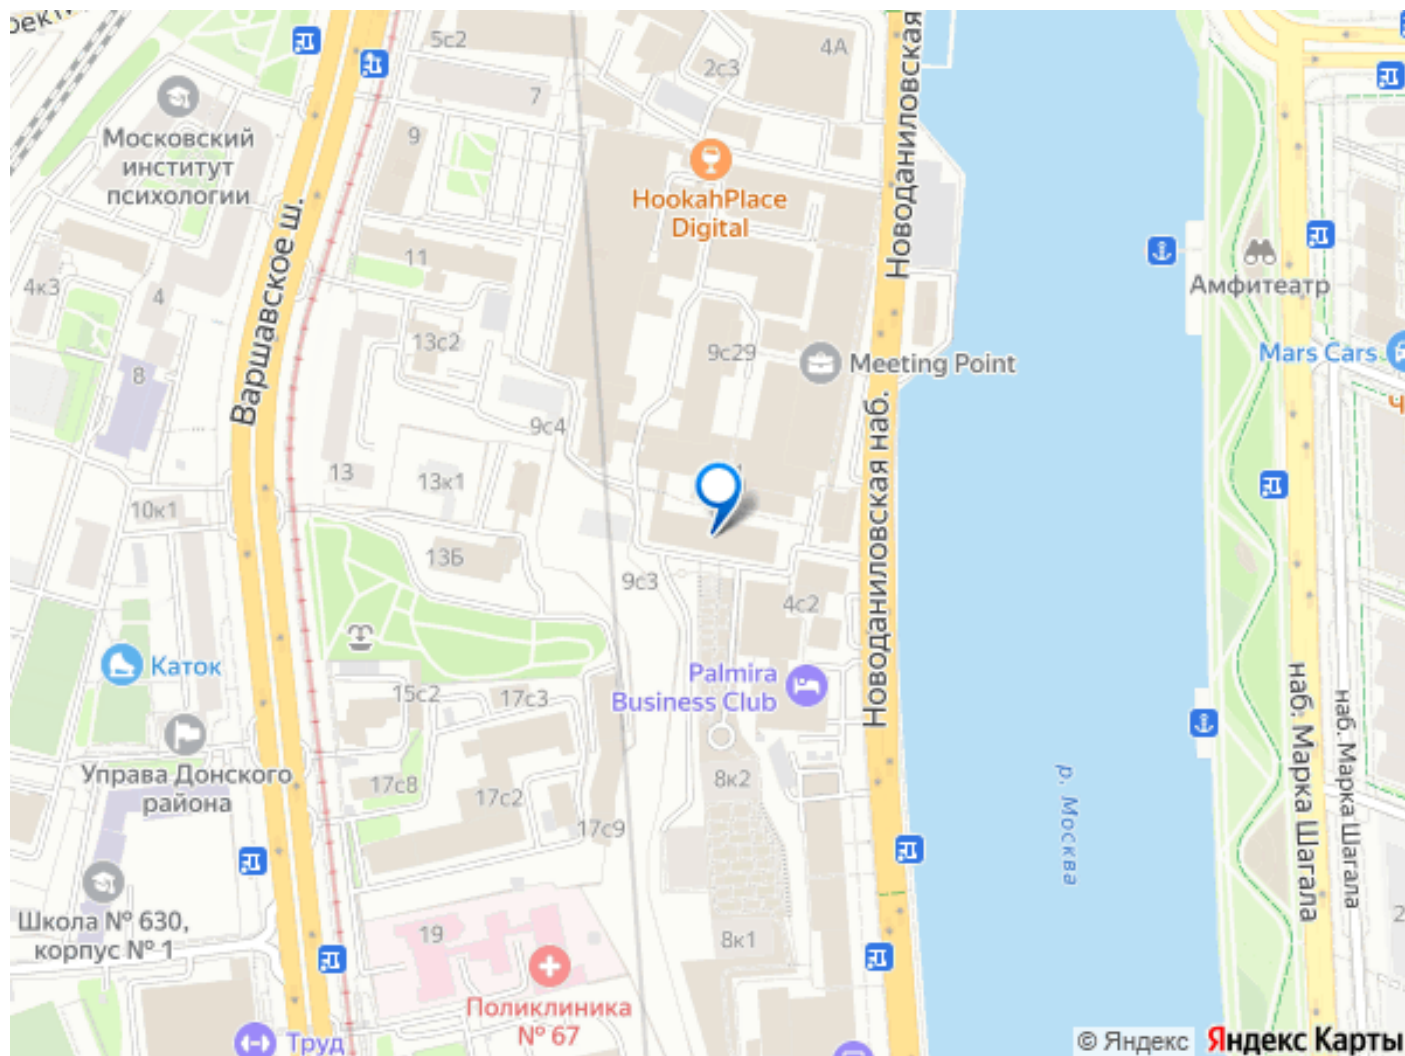 5с2
4А
2с3
7
Новоданиловская
Московский
институт
психологии
9
HookahPlace
Digital
Варшавское ш.
11
4к3
4
Амфитеатр
13с2
9с29
Meeting Point
Mars Cars
8
9с4
13
13к1
10к1
Новоданиловская наб.
13Б
9с3
4с2
Каток
Palmira
Business Club
15с2
17с3
наб. Марка Шагала
наб. Марка Шагала
Управа Донского
района
17с8
17с2
8к2
17с9
р. Москва
Школа № 630,
корпус № 1
19
8к1
Поликлиника
№ 67
Труд
© Яндекс Яндекс Карты